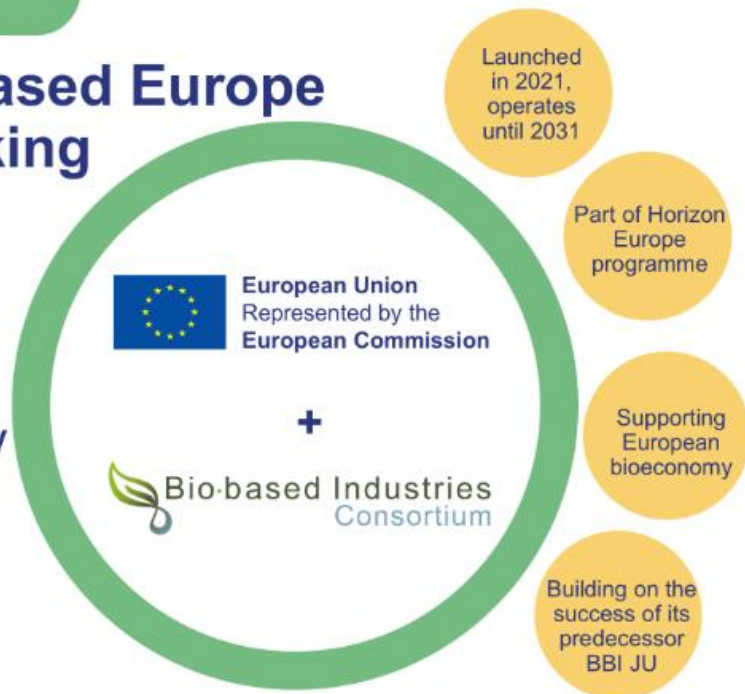 ased Europe
king
Launched
in 2021,
operates
until 2031
Part of Horizon
Europe
programme
European Union
Represented by the
European Commission
+
Bio-based Industries
Consortium
Supporting
European
bioeconomy
Building on the
success of its
predecessor
BBI JU